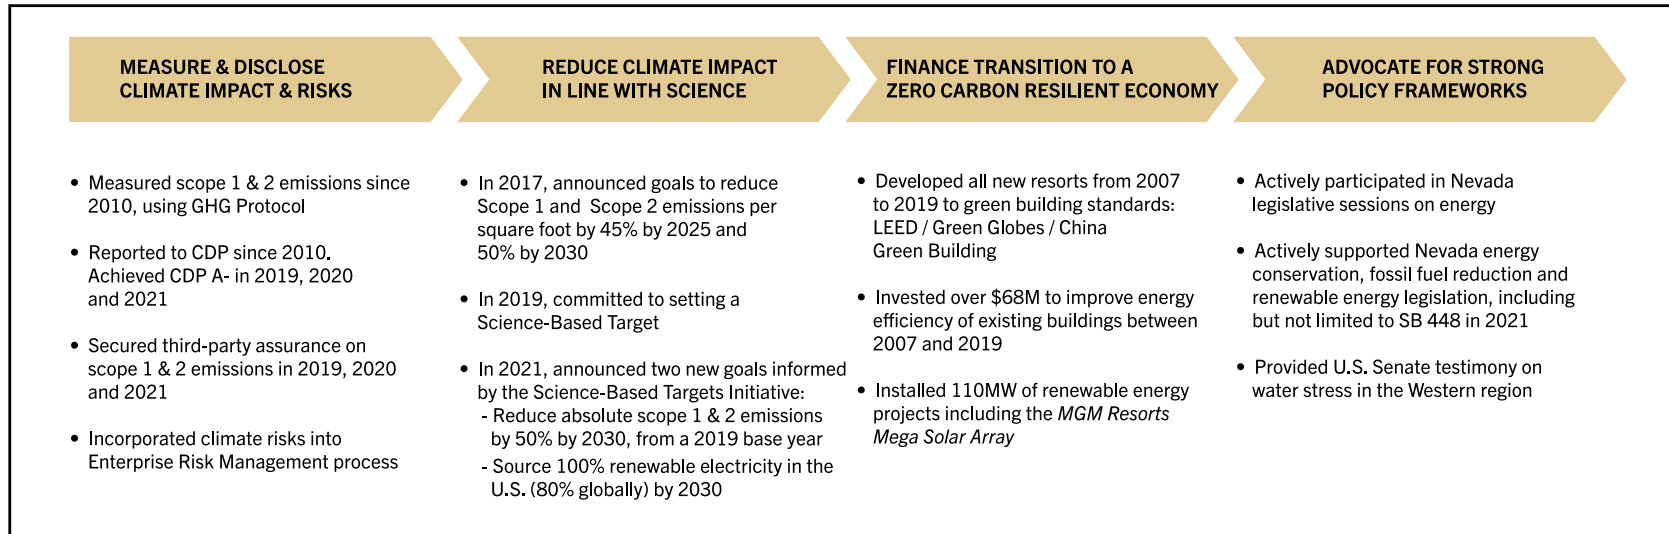 MEASURE & DISCLOSE
CLIMATE IMPACT & RISKS
• Measured scope 1 & 2 emissions since
2010, using GHG Protocol
• Reported to CDP since 2010.
Achieved CDP A- in 2019, 2020
and 2021
• Secured third-party assurance on
scope 1 & 2 emissions in 2019, 2020
and 2021
• Incorporated climate risks into
Enterprise Risk Management process
REDUCE CLIMATE IMPACT
IN LINE WITH SCIENCE
• In 2017, announced goals to reduce
Scope 1 and Scope 2 emissions per
square foot by 45% by 2025 and
50% by 2030
• In 2019, committed to setting a
Science-Based Target
• In 2021, announced two new goals informed
by the Science-Based Targets Initiative:
- Reduce absolute scope 1 & 2 emissions
by 50% by 2030, from a 2019 base year
- Source 100% renewable electricity in the
U.S. (80% globally) by 2030
FINANCE TRANSITION TO A
ZERO CARBON RESILIENT ECONOMY
• Developed all new resorts from 2007
to 2019 to green building standards:
LEED / Green Globes / China
Green Building
• Invested over $68M to improve energy
efficiency of existing buildings between
2007 and 2019
• Installed 110MW of renewable energy
projects including the MGM Resorts
Mega Solar Array
ADVOCATE FOR STRONG
POLICY FRAMEWORKS
• Actively participated in Nevada
legislative sessions on energy
• Actively supported Nevada energy
conservation, fossil fuel reduction and
renewable energy legislation, including
but not limited to SB 448 in 2021
• Provided U.S. Senate testimony on
water stress in the Western region